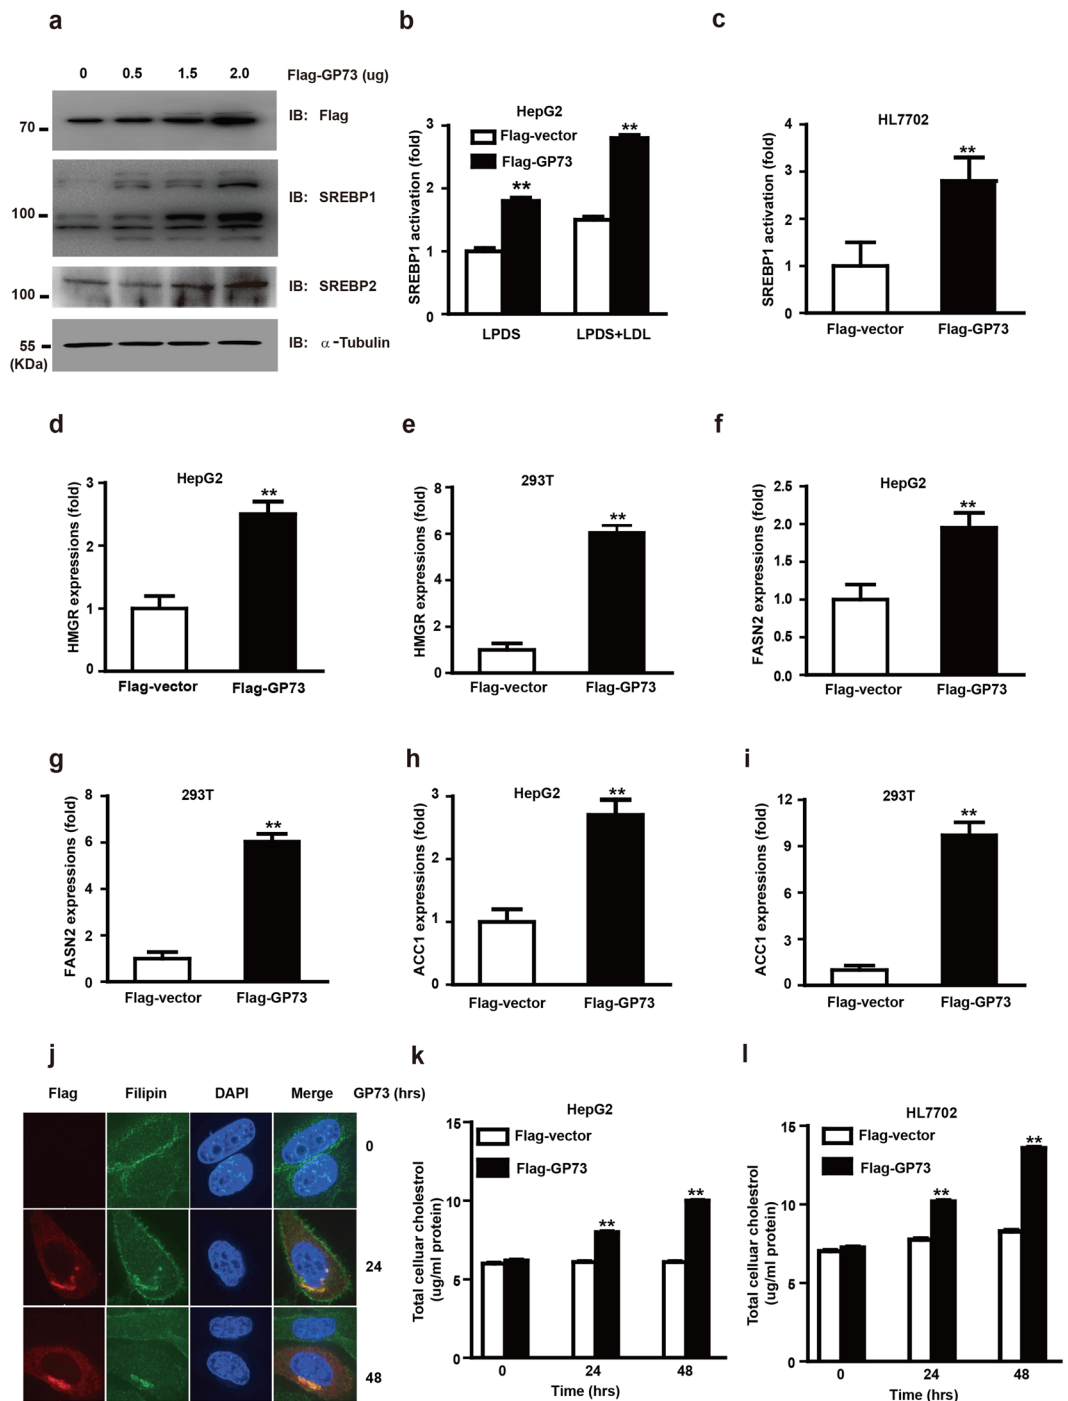 a
0 0.5 1.5 2.0 Flag-GP73 (ug)
70
IB: Flag
100
IB: SREBP1
100
IB: SREBP2
55
(KDa)
IB: α-Tubulin
b
HepG2
SREBP1 activation (fold)
3
2
1
0
Flag-vector
Flag-GP73
**
**
LPDS LPDS+LDL
c
HL7702
SREBP1 activation (fold)
4
3
2
1
0
**
Flag-vector Flag-GP73
d
HepG2
HMGR expressions (fold)
3
2
1
0
**
Flag-vector Flag-GP73
e
293T
HMGR expressions (fold)
8
6
4
2
0
**
Flag-vector Flag-GP73
f
HepG2
FASN2 expressions (fold)
2.5
2.0
1.5
1.0
0.5
0.0
**
Flag-vector Flag-GP73
g
293T
FASN2 expressions (fold)
8
6
4
2
0
**
Flag-vector Flag-GP73
h
HepG2
ACC1 expressions (fold)
3
2
1
0
**
Flag-vector Flag-GP73
i
293T
ACC1 expressions (fold)
12
9
6
3
0
**
Flag-vector Flag-GP73
j
Flag Filipin DAPI Merge GP73 (hrs)
0
24
48
k
HepG2
Total celluar cholestrol
(ug/ml protein)
15
10
5
0
Flag-vector
Flag-GP73
**
**
0 24 48
Time (hrs)
l
HL7702
Total celluar cholestrol
(ug/ml protein)
15
10
5
0
Flag-vector
Flag-GP73
**
**
0 24 48
Time (hrs)